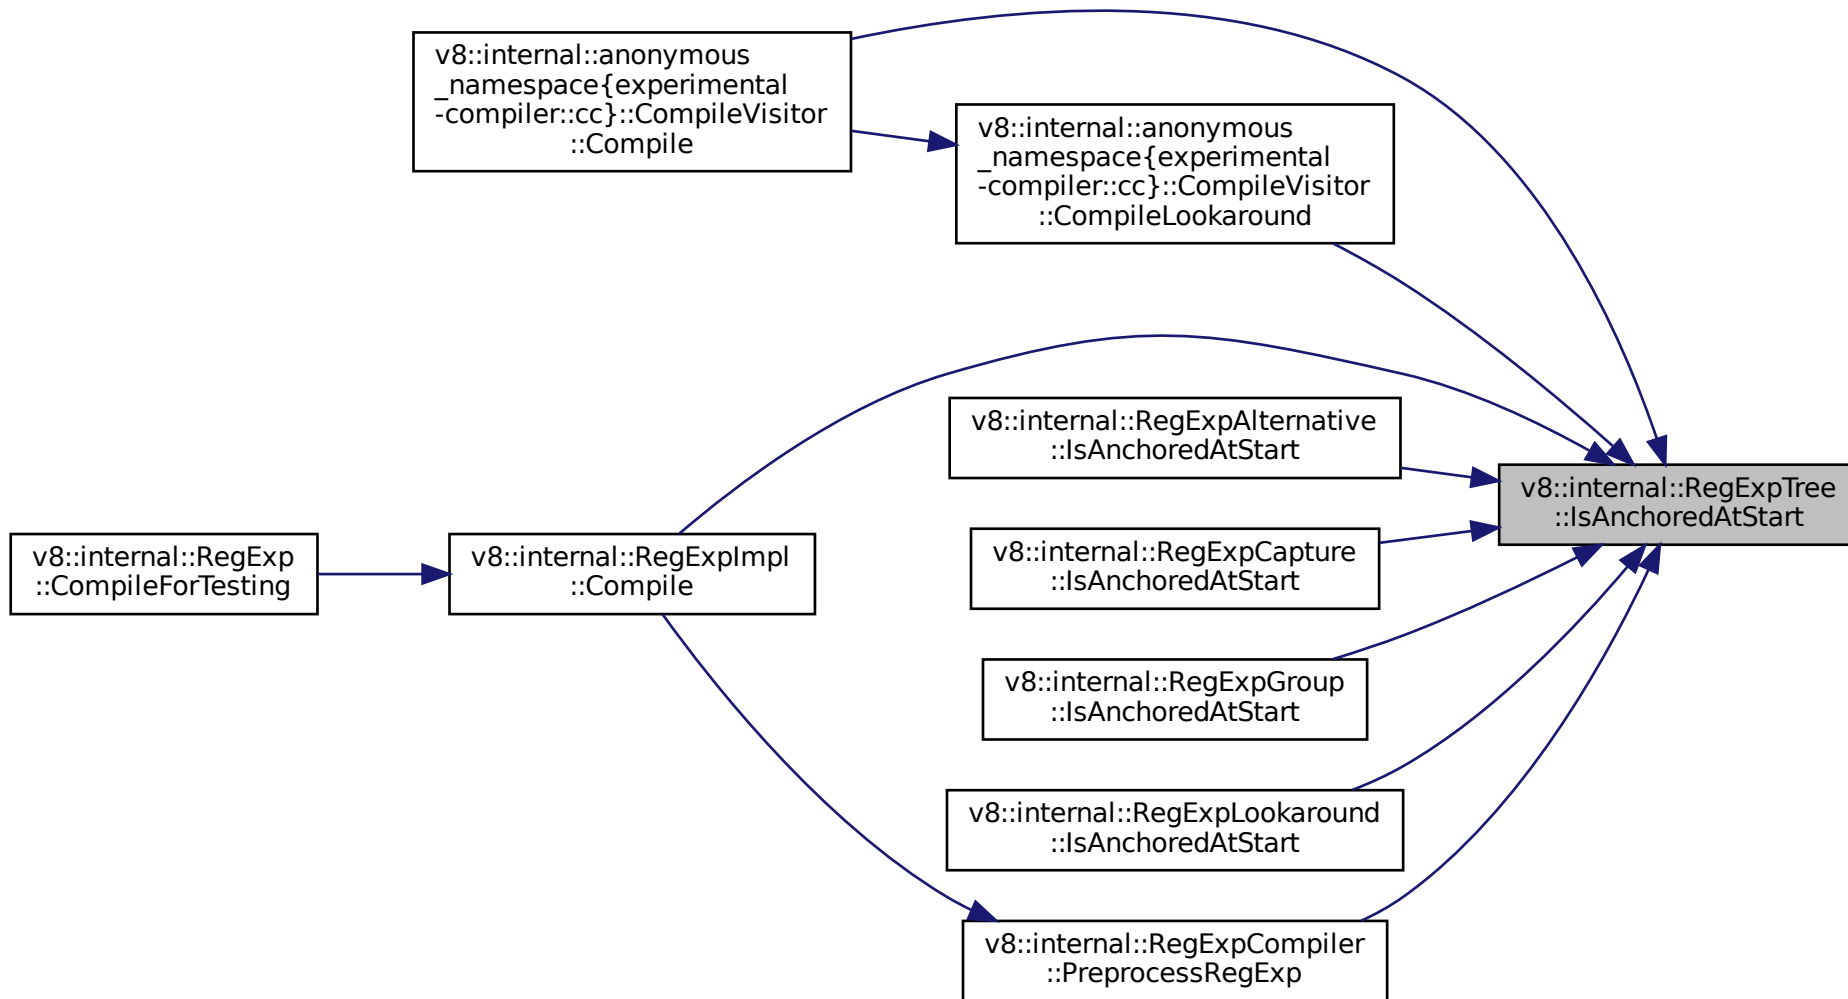 v8::internal::anonymous
_namespace{experimental
-compiler::cc}::CompileVisitor
::Compile
v8::internal::anonymous
_namespace{experimental
-compiler::cc}::CompileVisitor
::CompileLookaround
v8::internal::RegExpAlternative
::IsAnchoredAtStart
v8::internal::RegExpTree
::IsAnchoredAtStart
v8::internal::RegExp
::CompileForTesting
v8::internal::RegExpImpl
::Compile
v8::internal::RegExpCapture
::IsAnchoredAtStart
v8::internal::RegExpGroup
::IsAnchoredAtStart
v8::internal::RegExpLookaround
::IsAnchoredAtStart
v8::internal::RegExpCompiler
::PreprocessRegExp